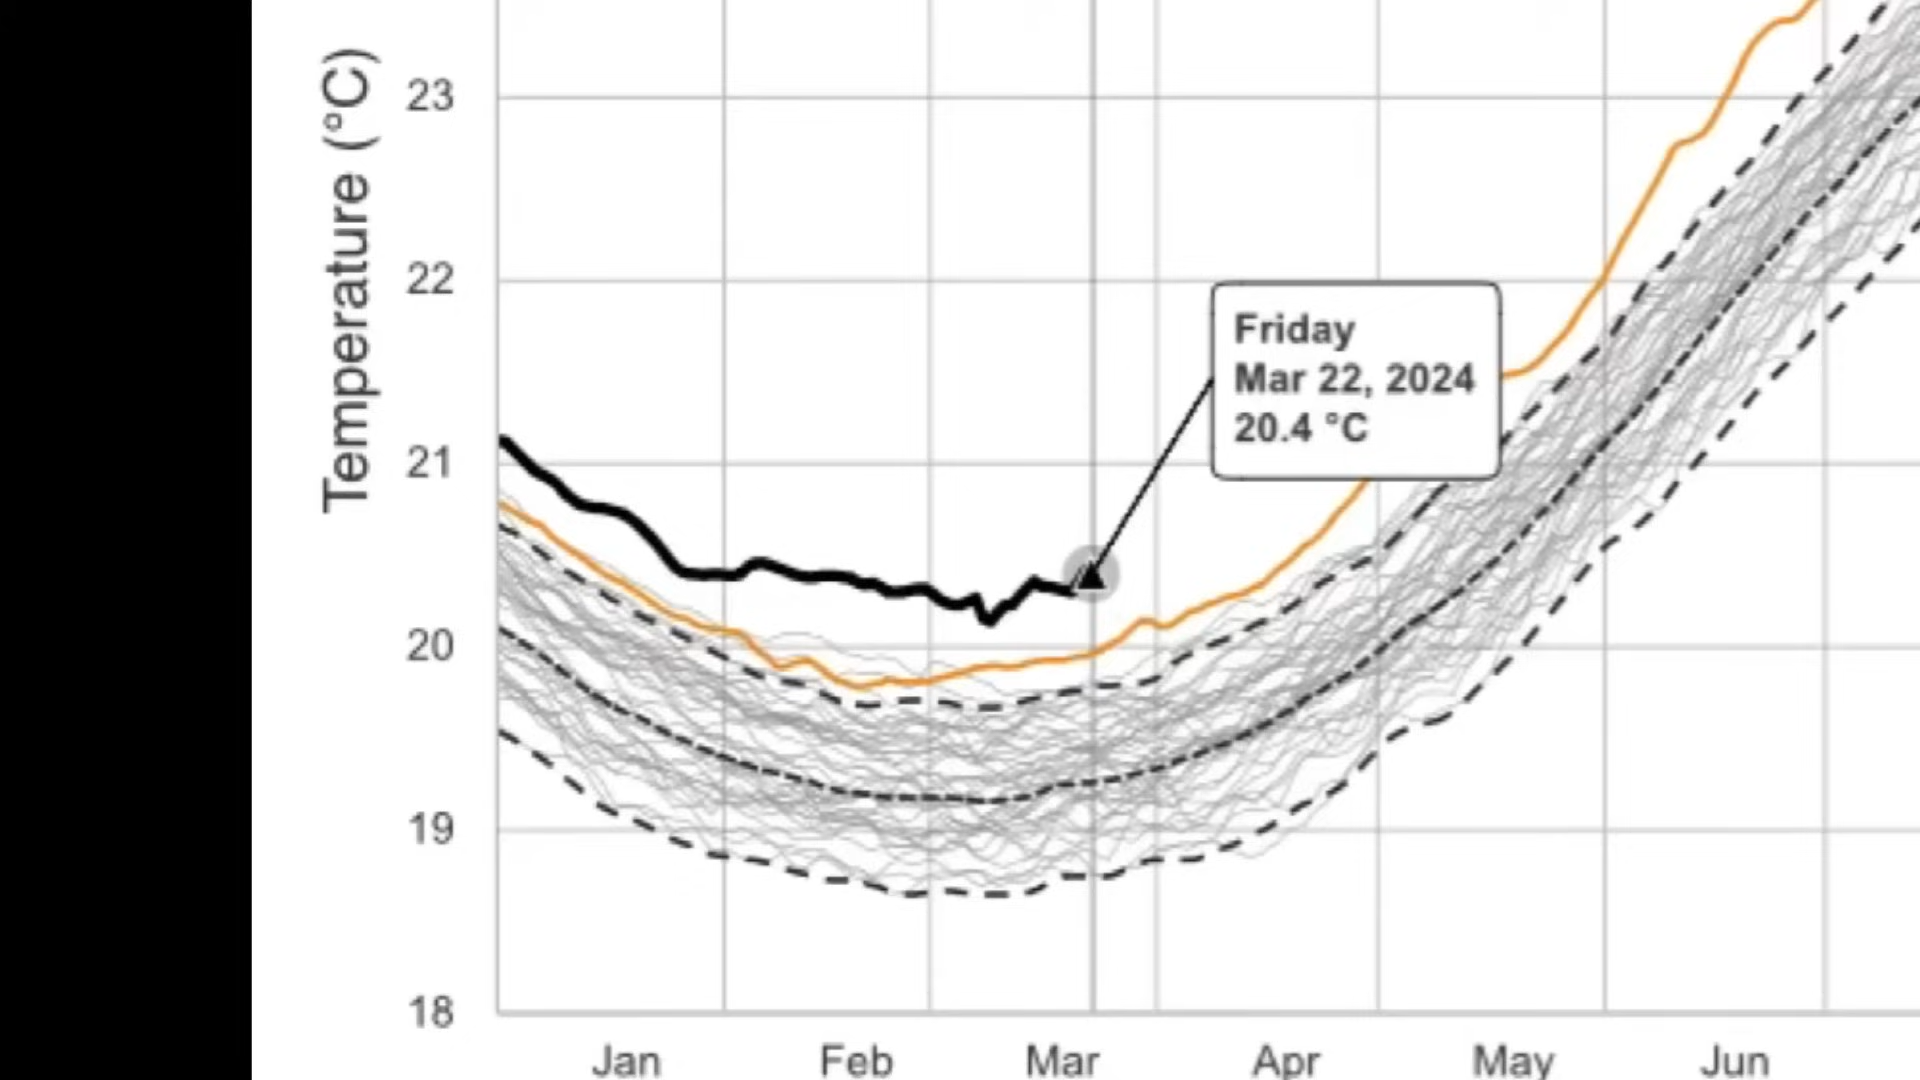 Temperature (°C)
23
22
21
20
19
18
Friday
Mar 22, 2024
20.4 °C
Jan
Feb
Mar
Apr
May
Jun